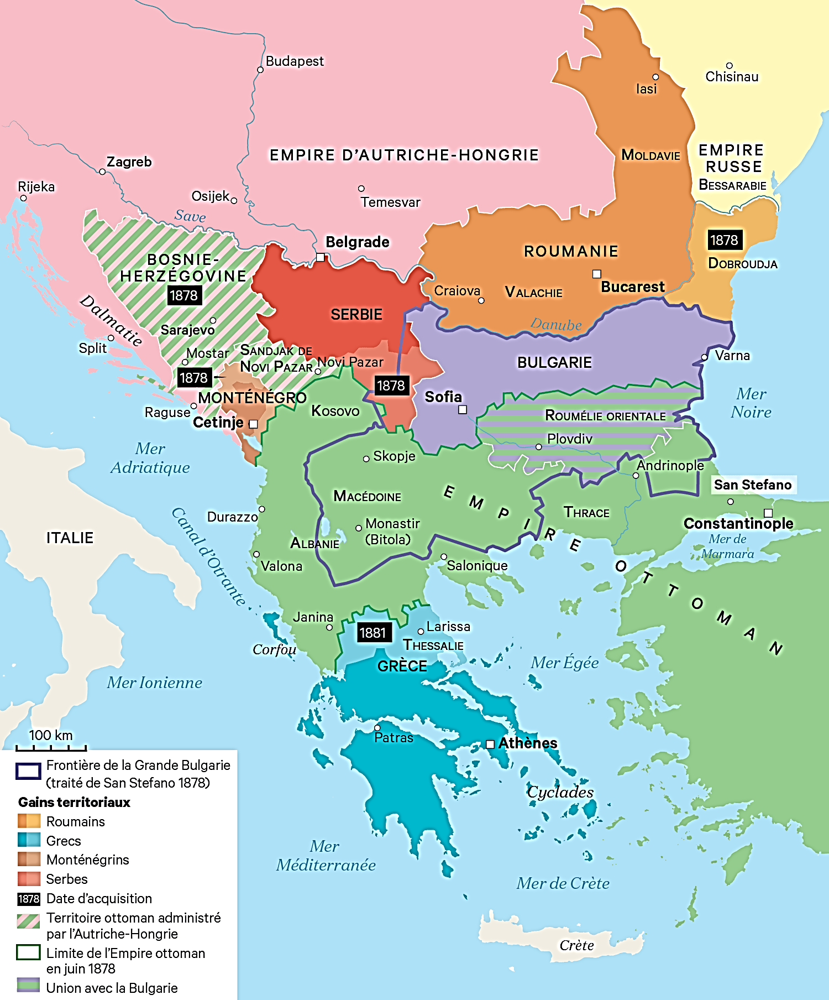 Budapest
Chisinau
Iasi
EMPIRE D’AUTRICHE-HONGRIE
MOLDAVIE
EMPIRE
RUSSE
BESSARABIE
Zagreb
Rijeka
Osijek
Temesvar
Save
Belgrade
1878
DOBROUDJA
BOSNIE-
HERZÉGOVINE
1878
ROUMANIE
Bucarest
Craiova
VALACHIE
Dalmatie
SERBIE
Danube
Sarajevo
Split
Mostar
SANDJAK DE
NOVI PAZAR
Novi Pazar
BULGARIE
Varna
1878
1878
MONTÉNÉGRO
Sofia
Mer
Noire
Raguse
Cetinje
KOSOVO
ROUMÉLIE ORIENTALE
Plovdiv
Mer
Adriatique
Skopje
Andrinople
San Stefano
MACÉDOINE
EMPIRE OTTOMAN
THRACE
Constantinople
Durazzo
Monastir
(Bitola)
Mer de
Marmara
ITALIE
ALBANIE
Canal d’Otrante
Valona
Salonique
Janina
1881
Larissa
THESSALIE
Corfou
GRÈCE
Mer Égée
Mer Ionienne
Patras
Athènes
Cyclades
Mer
Méditerranée
Mer de Crète
Crète
100 km
Frontière de la Grande Bulgarie
(traité de San Stefano 1878)
Gains territoriaux
Roumains
Grecs
Monténégrins
Serbes
1878 Date d’acquisition
Territoire ottoman administré
par l’Autriche-Hongrie
Limite de l’Empire ottoman
en juin 1878
Union avec la Bulgarie